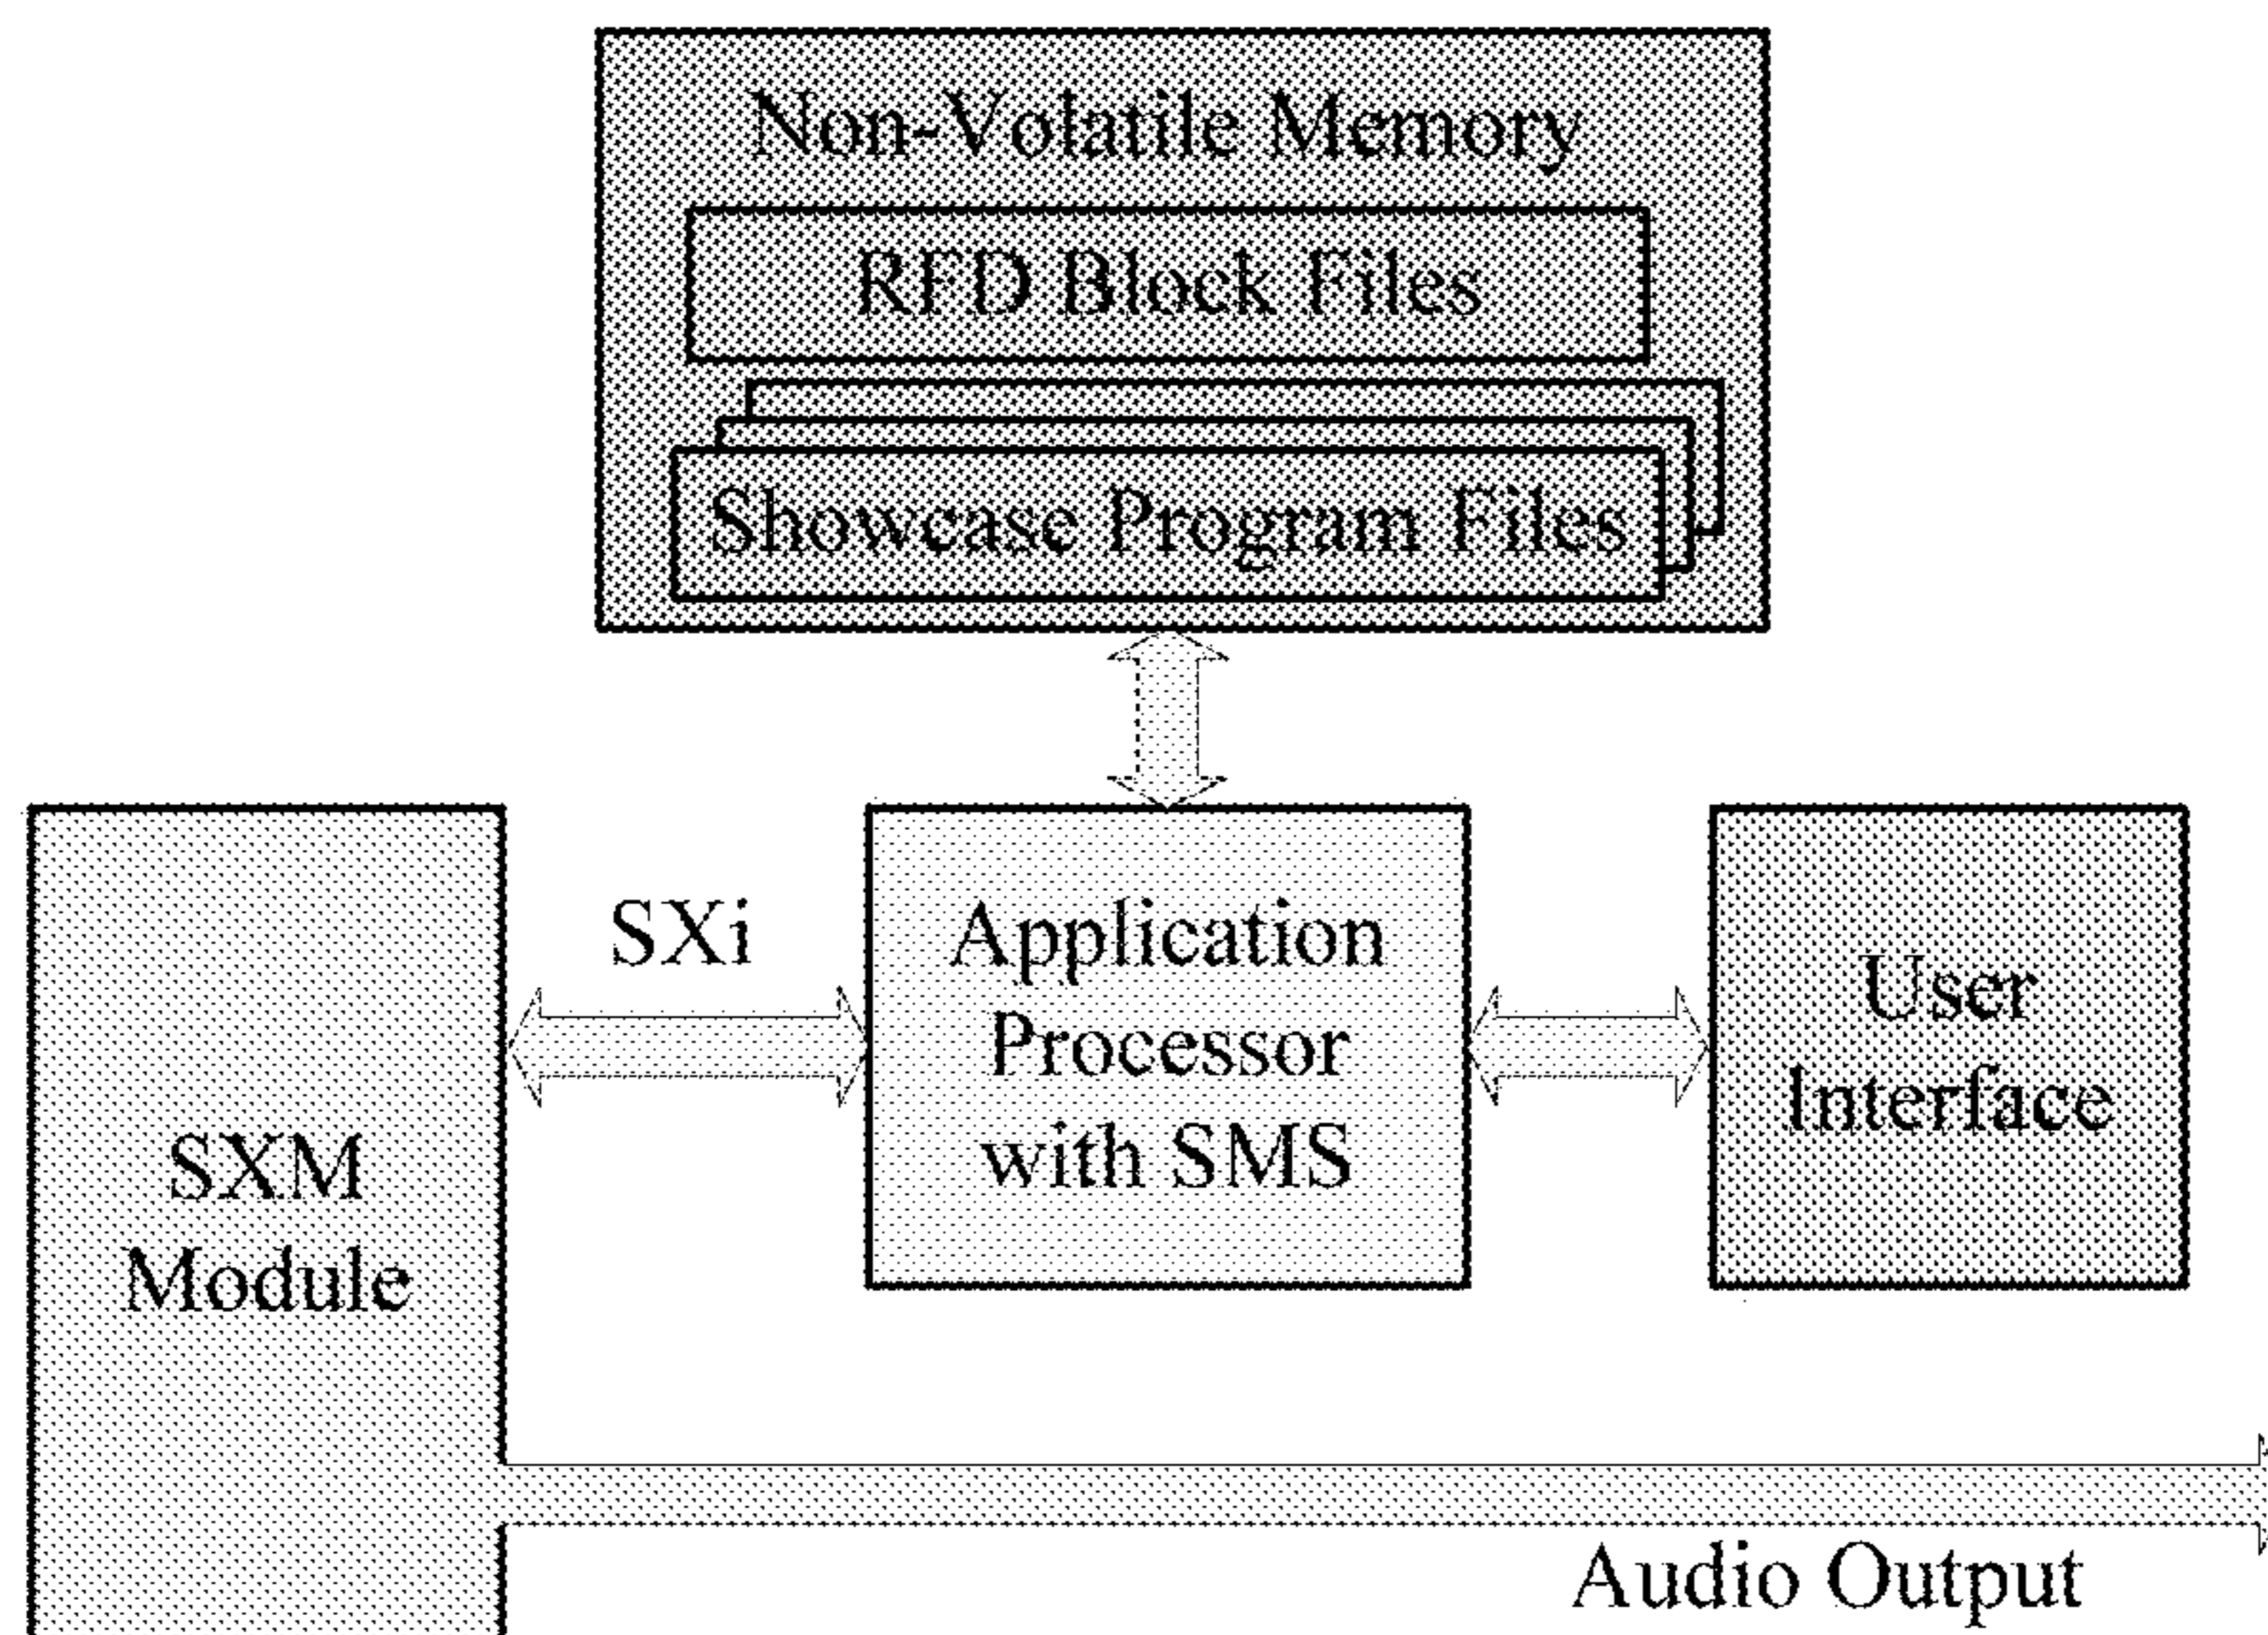 Non-Volatile Memory
RFD Block Files
Showcase Program Files
SXi
Application
Processor
with SMS
User
Interface
SXM
Module
Audio Output